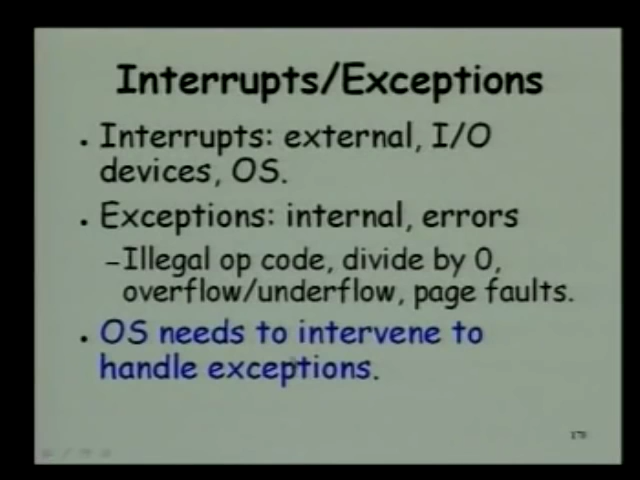 Interrupts/Exceptions
• Interrupts: external, I/O
devices, OS.
• Exceptions: internal, errors
–Illegal op code, divide by 0,
overflow/underflow, page faults.
• OS needs to intervene to
handle exceptions.